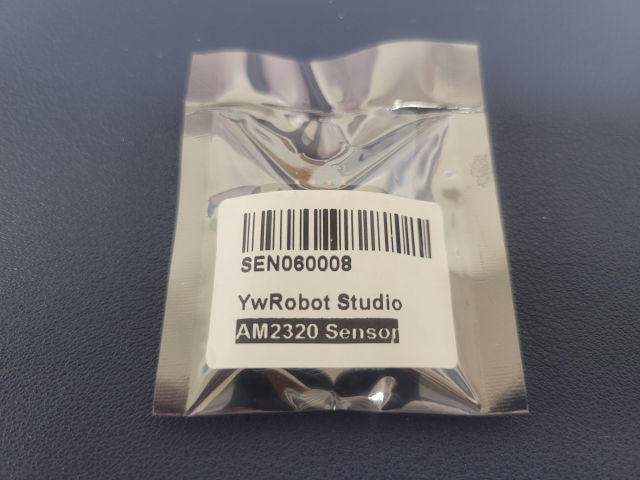 SEN060008
YwRobot Studio
AM2320 Sensor